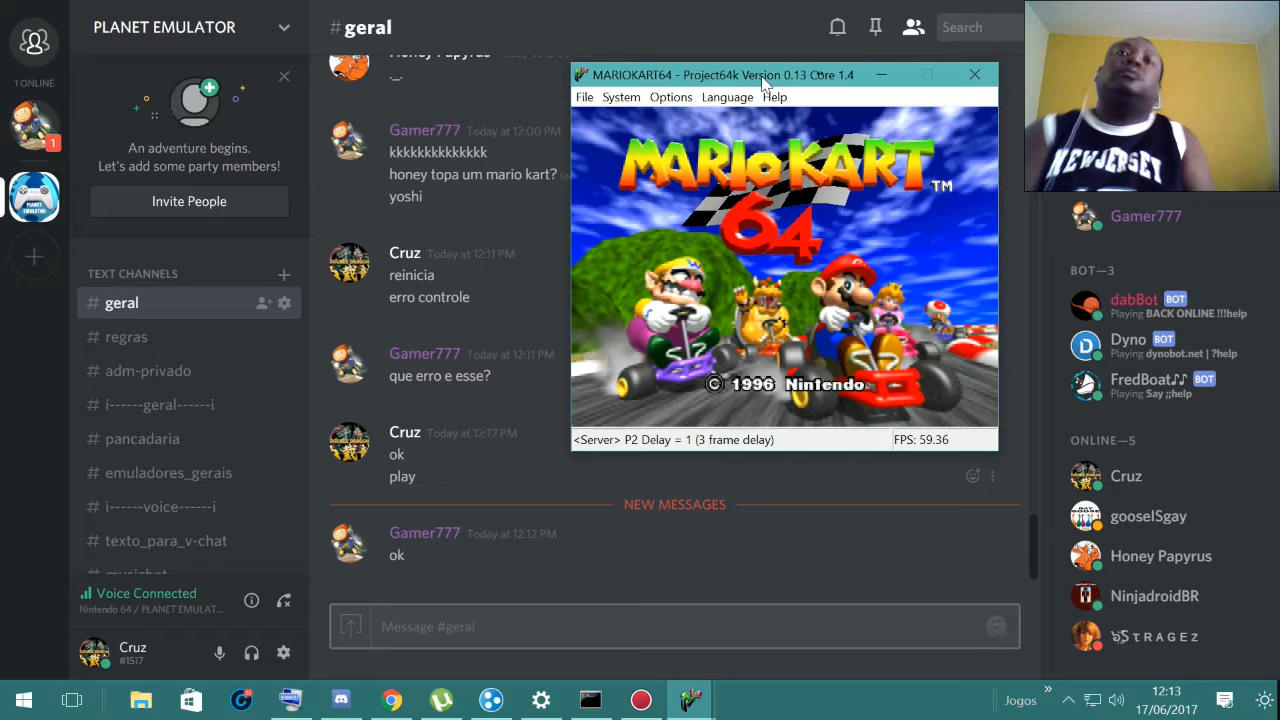 PLANET EMULATOR
#geral
Search
1 ONLINE
1
PLANET EMULATOR
An adventure begins.
Let's add some party members!
Invite People
TEXT CHANNELS
# geral
# regras
# adm-privado
# i------geral------i
# pancadaria
# emuladores_gerais
# i------voice------i
# texto_para_v-chat
Voice Connected
Nintendo 64 / PLANET EMULAT...
Cruz
#1517
Honey Papyrus
._.
Gamer777 Today at 12:00 PM
kkkkkkkkkkkkk
honey topa um mario kart?
yoshi
Cruz Today at 12:11 PM
reinicia
erro controle
Gamer777 Today at 12:11 PM
que erro e esse?
Cruz Today at 12:12 PM
ok
play
NEW MESSAGES
Gamer777 Today at 12:12 PM
ok
Message #geral
MARIOKART64 - Project64k Version 0.13 Core 1.4
File System Options Language Help
MARIO KART TM
64
© 1996 Nintendo
<Server> P2 Delay = 1 (3 frame delay)
FPS: 59.36
NEW JERSEY
Gamer777
BOT—3
dabBot BOT
Playing BACK ONLINE !!!help
Dyno BOT
Playing dynobot.net | ?help
FredBoat♪♪ BOT
Playing Say ;;help
ONLINE—5
Cruz
gooseISgay
Honey Papyrus
NinjadroidBR
Jogos
12:13
17/06/2017